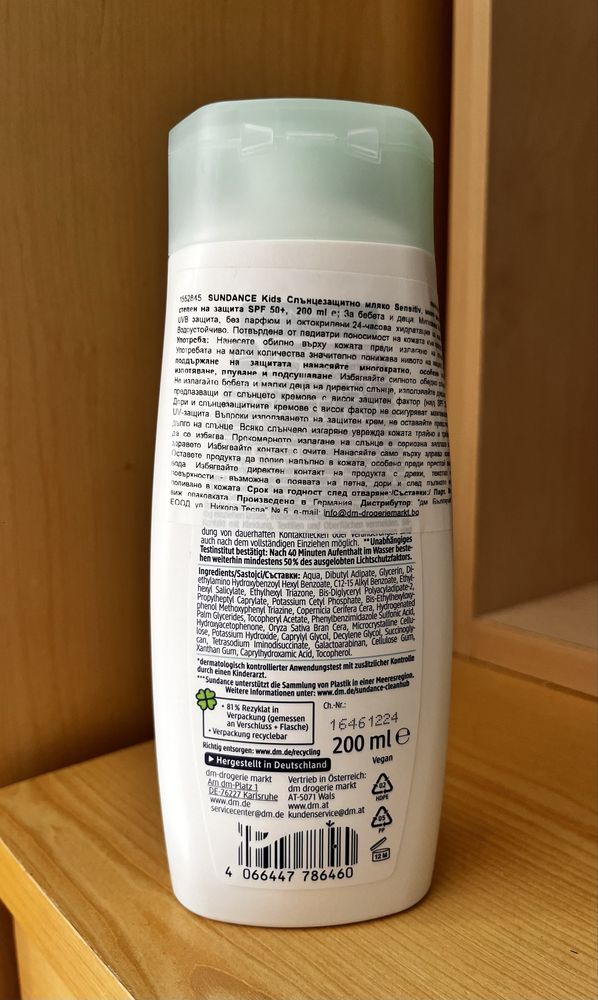 1552845 SUNDANCE Kids Слънцезащитно мляко Sensitiv,
степен на защита SPF 50+, 200 ml e; За бебета и деца.
UVB защита, без парфюм и октокрилен 24-часова хидратация
Водоустойчиво. Потвърдена от педиатри поносимост на кожата
Употреба: Нанесете обилно върху кожата преди излагане на
Употребата на малки количества значително понижава нивото на
поддържане на защитата нанасяйте многократно, особено
изпотяване, плуване и подсушаване Избягвайте силното обедно
Не излагайте бебета и малки деца на директно слънце, използвайте
предпазващи от слънцето кремове с висок защитен фактор (над
Дори и слънцезащитните кремове с висок фактор не осигуряват
UV-защита. Въпреки използването на защитен крем, не оставайте
дълго на слънце Всяко слънчево изгаряне уврежда кожата трайно и
да се избягва. Прекомерното излагане на слънце е сериозна
здравето Избягвайте контакт с очите. Нанасяйте само върху здрава
Оставете продукта да попие напълно в кожата, особено преди
вода Избягвайте директен контакт на продукта с дрехи,
повърхности - възможна е появата на петна, дори и след пълното
попиване в кожата. Срок на годност след отваряне:/Съставки:/
виж опаковката Произведено в Германия Дистрибутор: "дм
ЕООД ул. Никола Тесла" № 5, e-mail: info@dm-drogeriemarkt.bg
dung von dauerhaften Kontaktflecken oder
auch nach dem vollständigen Einziehen möglich. **Unabhängiges
Testinstitut bestätigt: Nach 40 Minuten Aufenthalt im Wasser beste-
hen weiterhin mindestens 50% des ausgelobten Lichtschutzfaktors.
Ingredients/Sastojci/Съставки: Aqua, Dibutyl Adipate, Glycerin, Di-
ethylamino Hydroxybenzoyl Hexyl Benzoate, C12-15 Alkyl Benzoate, Ethyl-
hexyl Salicylate, Ethylhexyl Triazone, Bis-Diglyceryl Polyacyladipate-2,
Propylheptyl Caprylate, Potassium Cetyl Phosphate, Bis-Ethylhexyloxy-
phenol Methoxyphenyl Triazine, Copernicia Cerifera Cera, Hydrogenated
Palm Glycerides, Tocopheryl Acetate, Phenylbenzimidazole Sulfonic Acid,
Hydroxyacetophenone, Oryza Sativa Bran Cera, Microcrystalline Cellu-
lose, Potassium Hydroxide, Caprylyl Glycol, Decylene Glycol, Succinogly-
can, Tetrasodium Iminodisuccinate, Galactoarabinan, Cellulose Gum,
Xanthan Gum, Caprylhydroxamic Acid, Tocopherol.
*dermatologisch kontrollierter Anwendungstest mit zusätzlicher Kontrolle
durch einen Kinderarzt.
***Sundance unterstützt die Sammlung von Plastik in einer Meeresregion.
Weitere Informationen unter: www.dm.de/sundance-cleanhub
• 81% Rezyklat in
Verpackung (gemessen
an Verschluss + Flasche)
• Verpackung recyclebar
Ch.-Nr.:
16461224
Richtig entsorgen: www.dm.de/recycling
200 ml e
Hergestellt in Deutschland
Vegan
dm-drogerie markt
Am dm-Platz 1
DE-76227 Karlsruhe
www.dm.de
servicecenter@dm.de
Vertrieb in Österreich:
dm drogerie markt
AT-5071 Wals
www.dm.at
kundenservice@dm.at
02
HDPE
05
PP
12 M
4 066447 786460